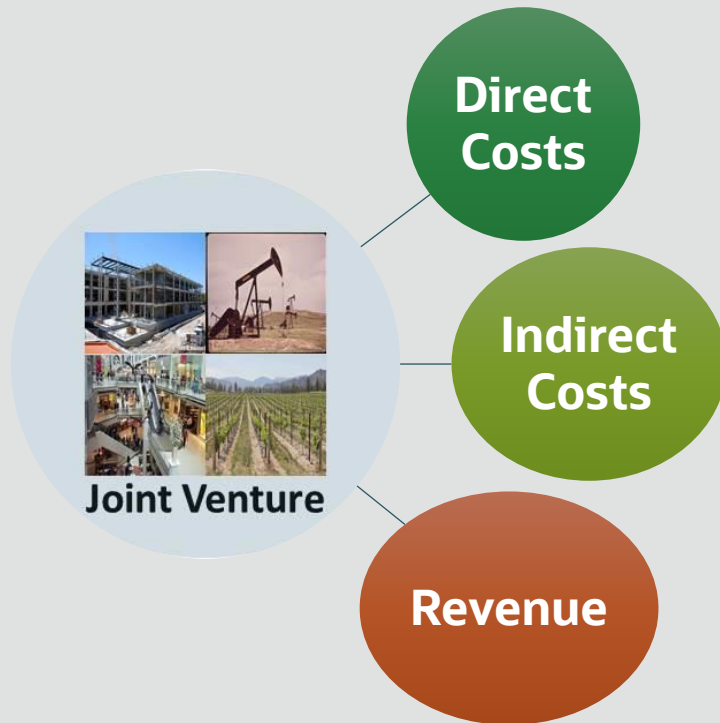 Direct
Costs
Indirect
Costs
Joint Venture
Revenue